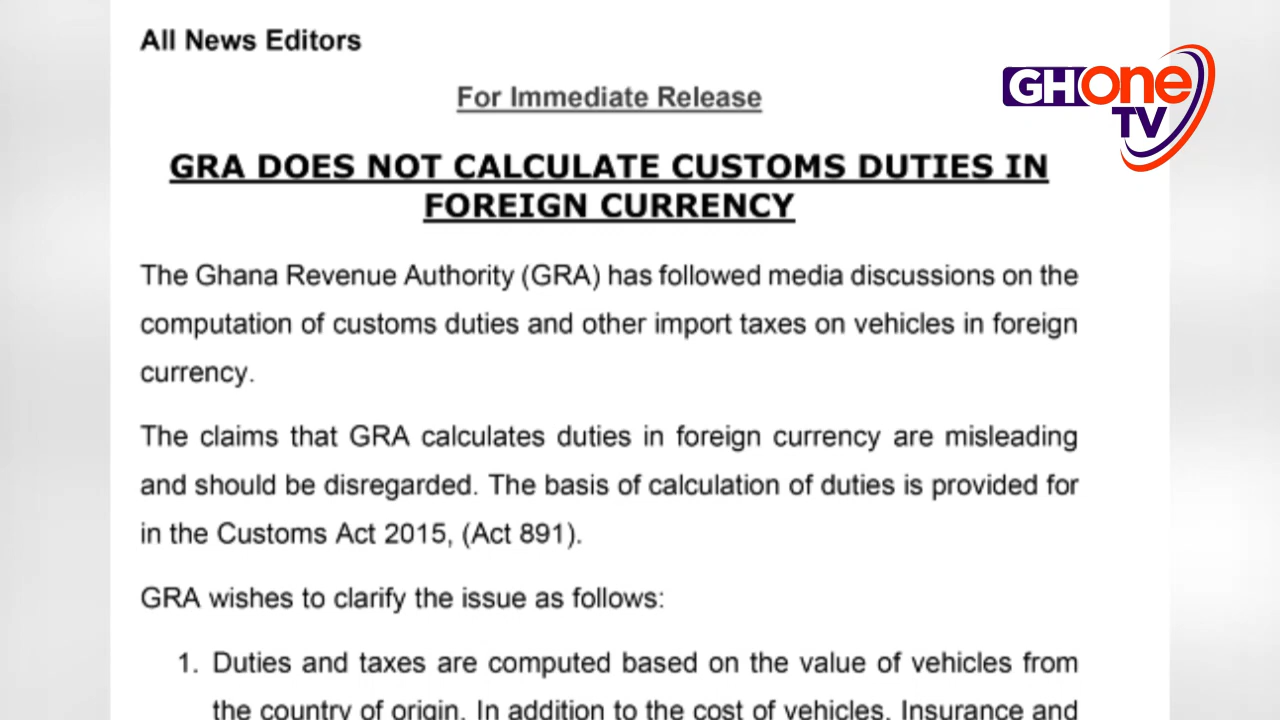 All News Editors
GHOne
TV
For Immediate Release
GRA DOES NOT CALCULATE CUSTOMS DUTIES IN
FOREIGN CURRENCY
The Ghana Revenue Authority (GRA) has followed media discussions on the
computation of customs duties and other import taxes on vehicles in foreign
currency.
The claims that GRA calculates duties in foreign currency are misleading
and should be disregarded. The basis of calculation of duties is provided for
in the Customs Act 2015, (Act 891).
GRA wishes to clarify the issue as follows:
1. Duties and taxes are computed based on the value of vehicles from
the country of origin. In addition to the cost of vehicles, Insurance and